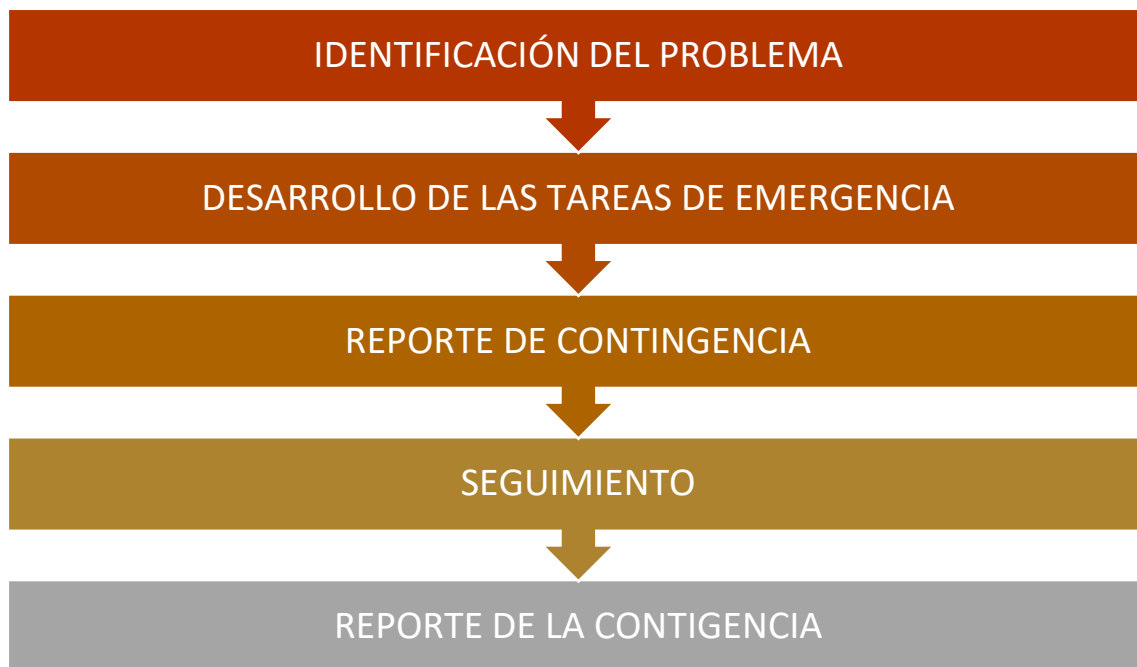 IDENTIFICACIÓN DEL PROBLEMA
DESARROLLO DE LAS TAREAS DE EMERGENCIA
REPORTE DE CONTINGENCIA
SEGUIMIENTO
REPORTE DE LA CONTIGENCIA